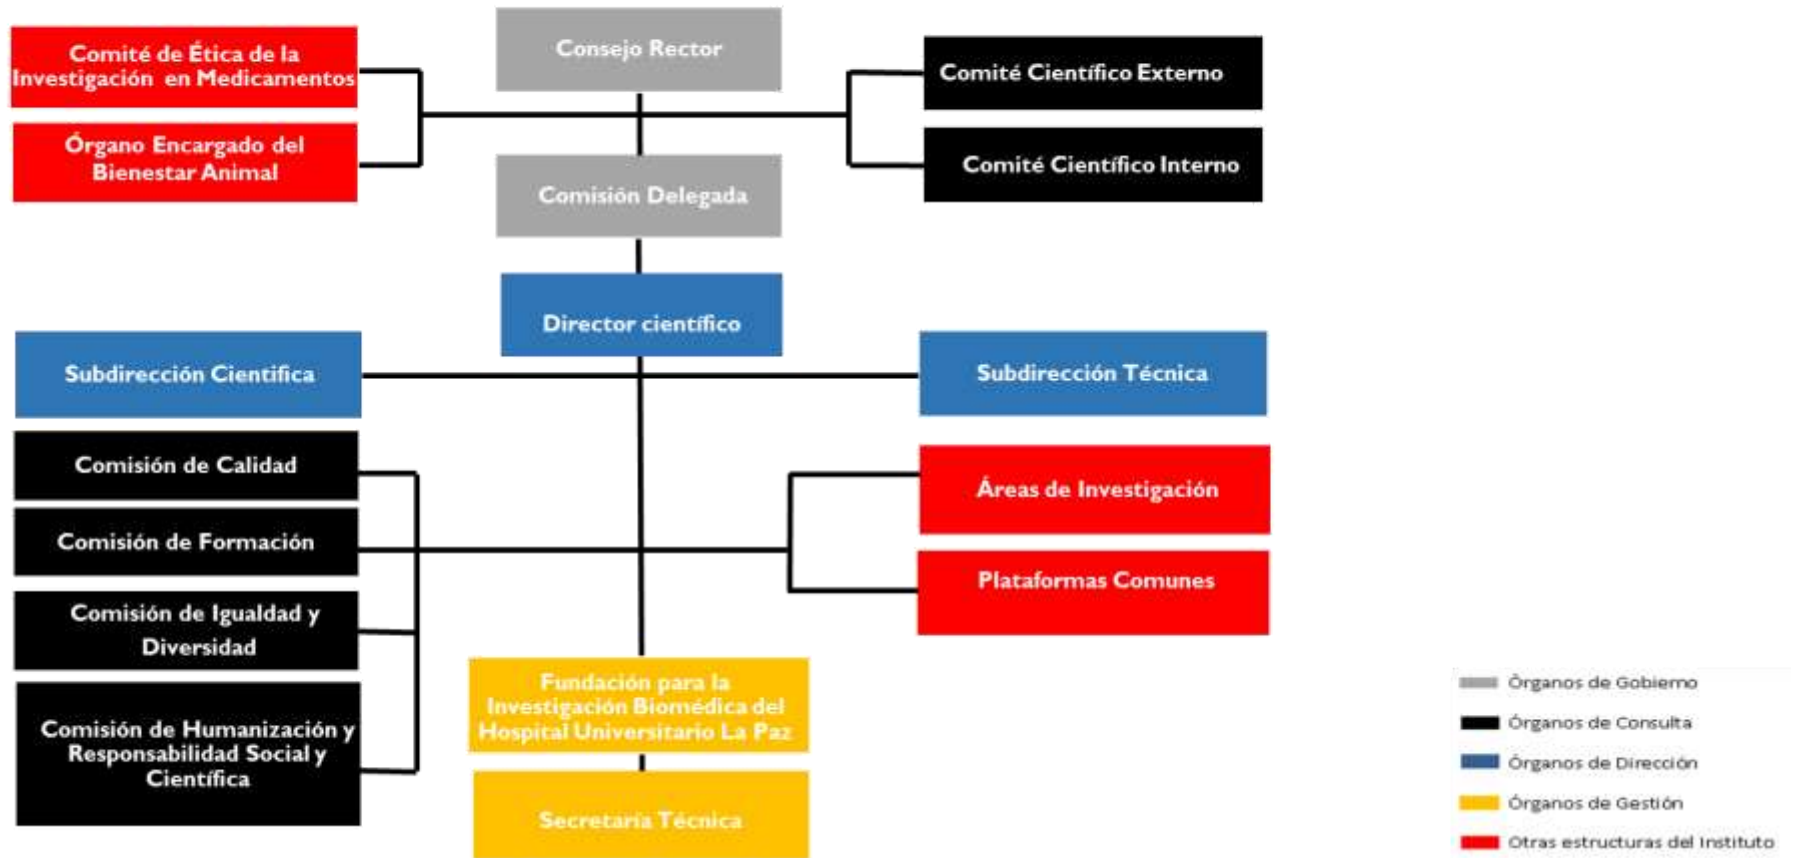 Consejo Rector
Comité de Ética de la
Investigación en Medicamentos
Comité Científico Externo
Órgano Encargado del
Bienestar Animal
Comité Científico Interno
Comisión Delegada
Director científico
Subdirección Cientifica
Subdirección Técnica
Comisión de Calidad
Áreas de Investigación
Comisión de Formación
Plataformas Comunes
Comisión de Igualdad y
Diversidad
Fundación para la
Investigación Biomédica del
Hospital Universitario La Paz
Comisión de Humanización y
Responsabilidad Social y
Científica
Secretaría Técnica
Órganos de Gobierno
Órganos de Consulta
Órganos de Dirección
Órganos de Gestión
Otras estructuras del Instituto